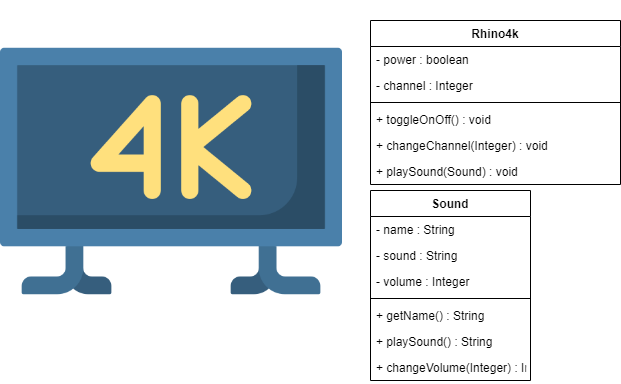 4K
Rhino4k
- power : boolean
- channel : Integer
+ toggleOnOff() : void
+ changeChannel(Integer) : void
+ playSound(Sound) : void
Sound
- name : String
- sound : String
- volume : Integer
+ getName() : String
+ playSound() : String
+ changeVolume(Integer) :